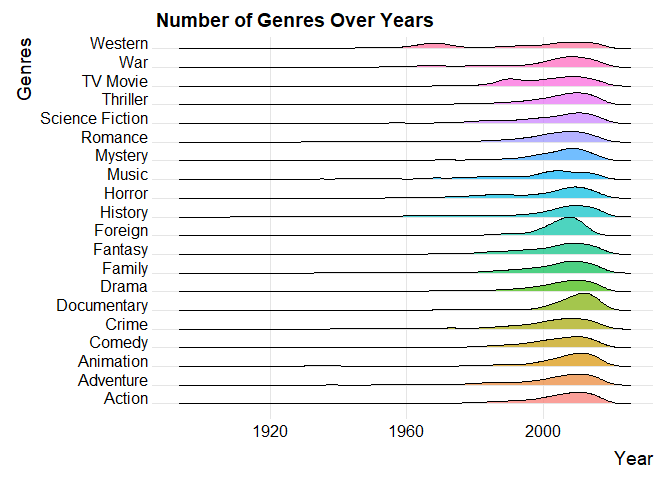 Number of Genres Over Years
Genres
Western
War
TV Movie
Thriller
Science Fiction
Romance
Mystery
Music
Horror
History
Foreign
Fantasy
Family
Drama
Documentary
Crime
Comedy
Animation
Adventure
Action
1920 1960 2000
Year